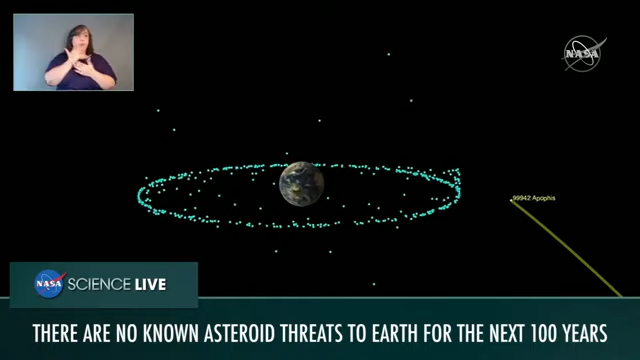 NASA
99942 Apophis
NASA SCIENCE LIVE
THERE ARE NO KNOWN ASTEROID THREATS TO EARTH FOR THE NEXT 100 YEARS